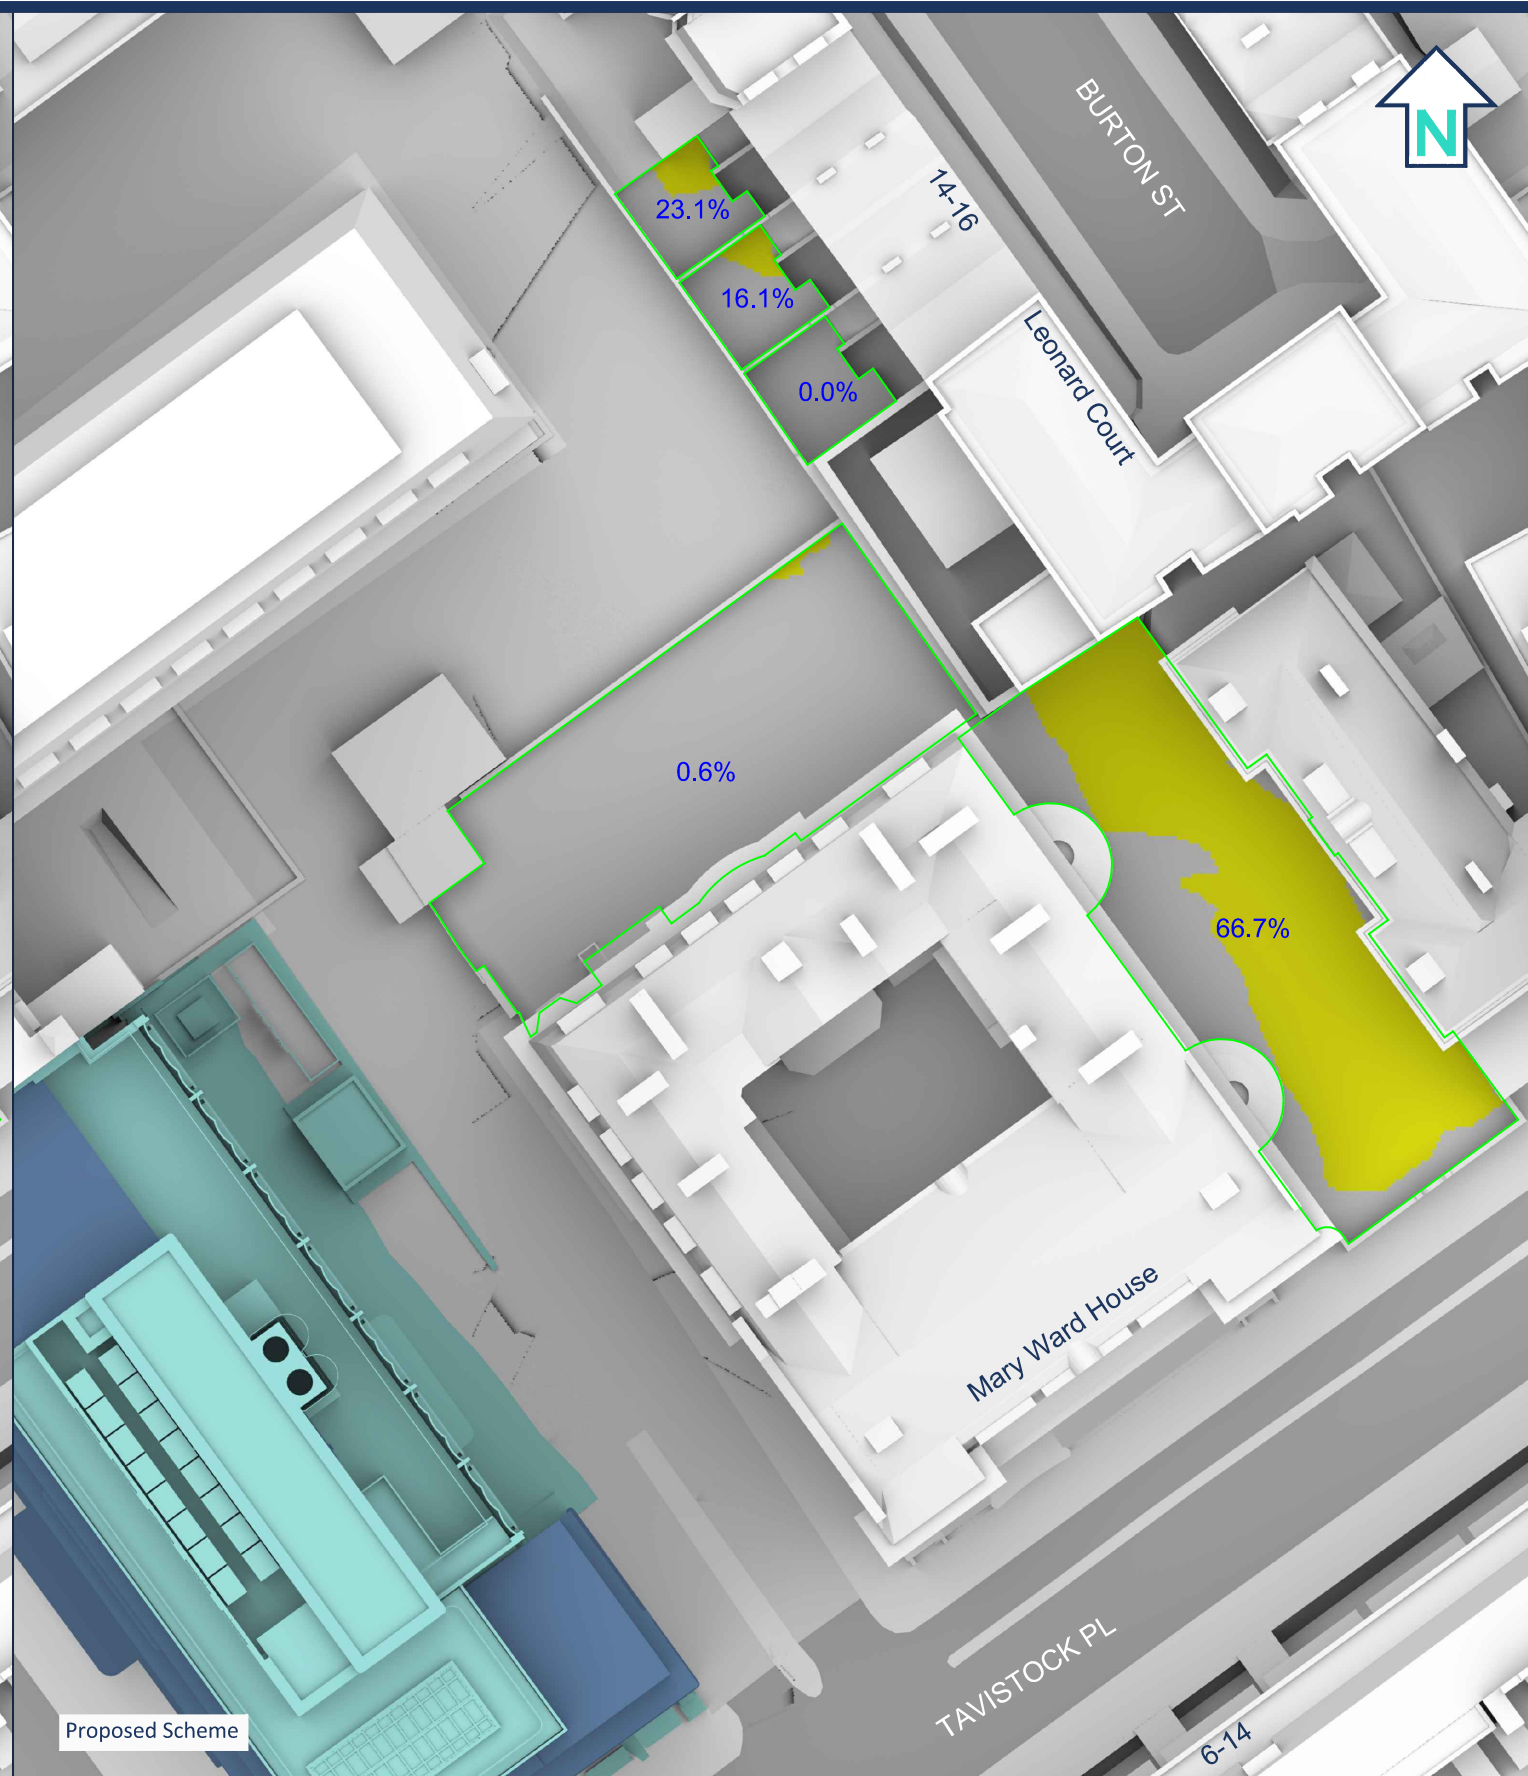 N
BURTON ST
14-16
23.1%
16.1%
0.0%
Leonard Court
0.6%
66.7%
Mary Ward House
TAVISTOCK PL
6-14
Proposed Scheme